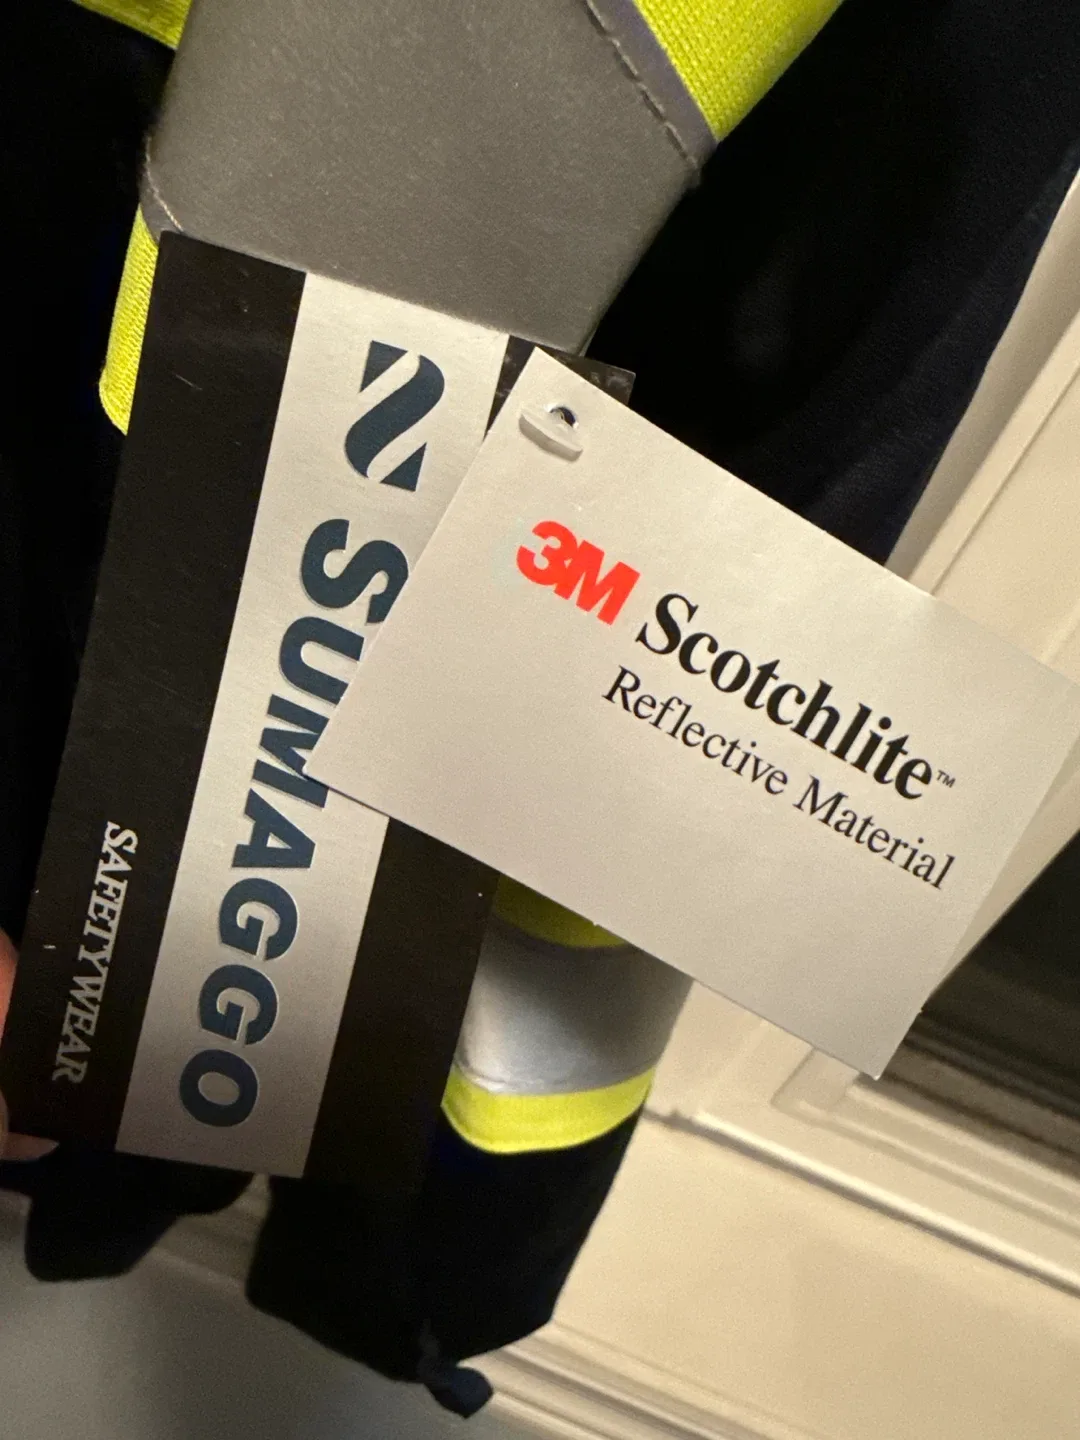 SUMAGGO
SAFETYWEAR
3M Scotchlite™
Reflective Material